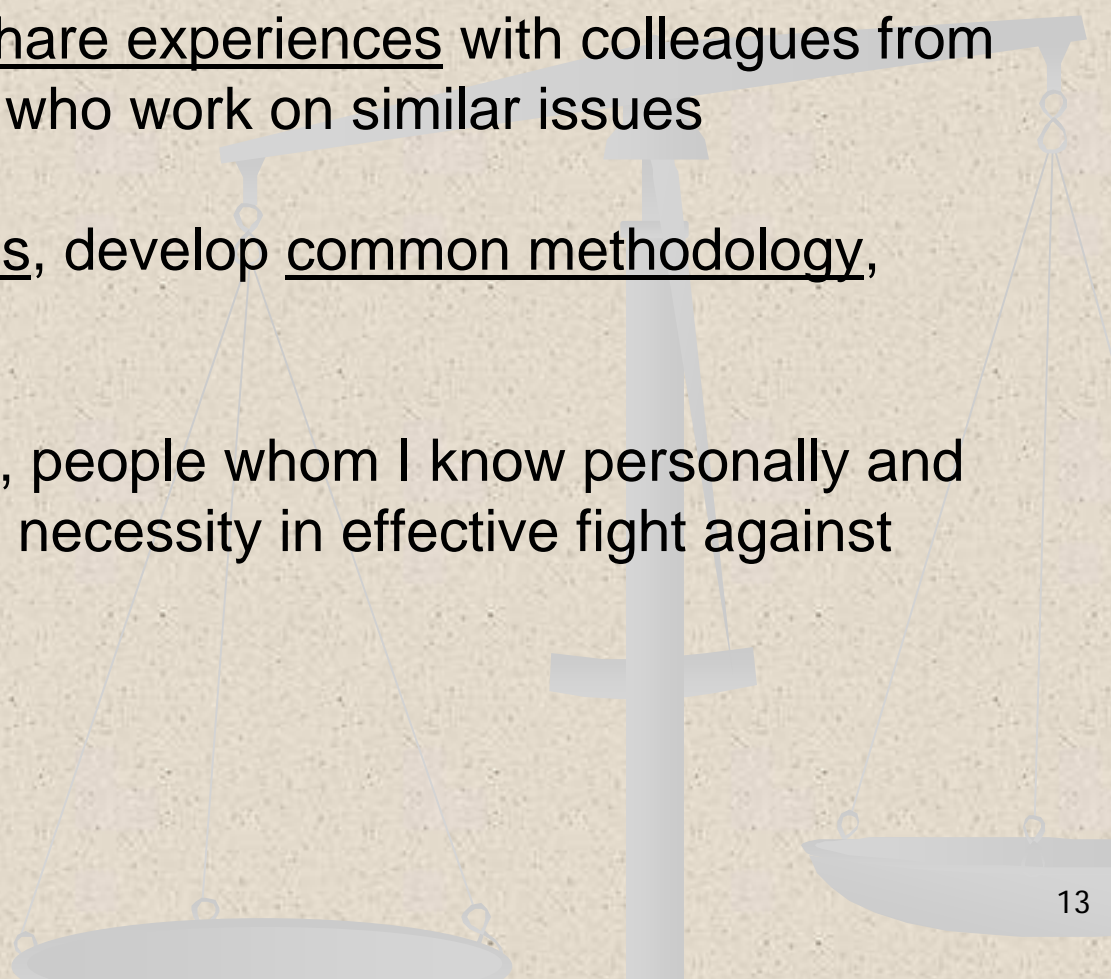 hare experiences with colleagues from
who work on similar issues
s, develop common methodology,
, people whom I know personally and
necessity in effective fight against
13